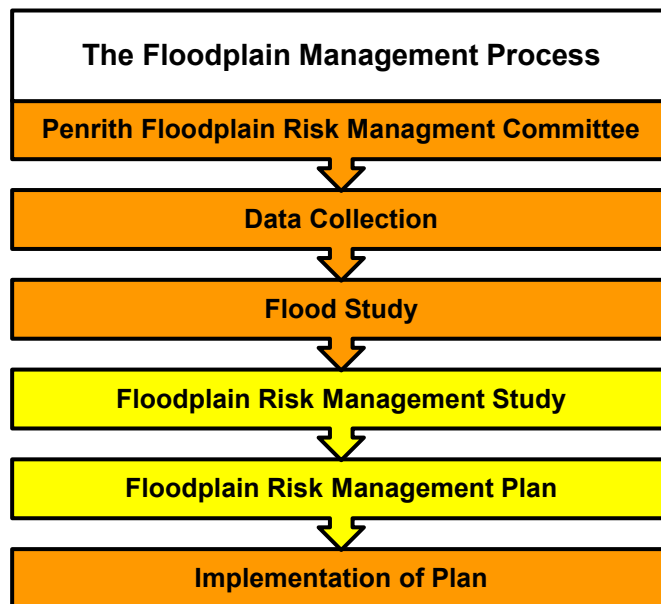 The Floodplain Management Process
Penrith Floodplain Risk Managment Committee
Data Collection
Flood Study
Floodplain Risk Management Study
Floodplain Risk Management Plan
Implementation of Plan